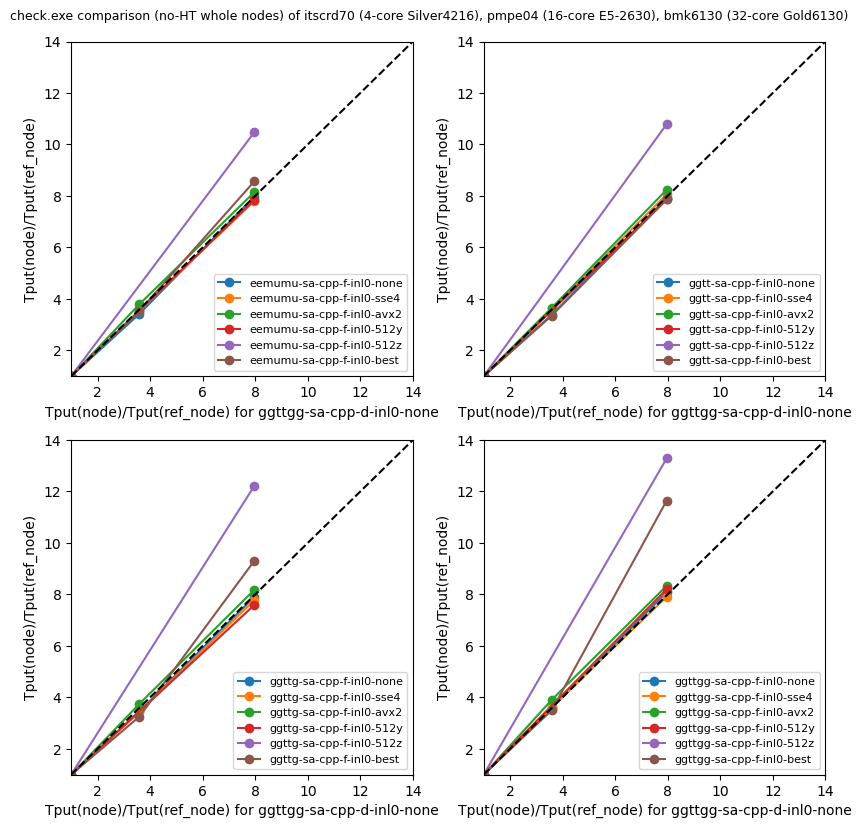 check.exe comparison (no-HT whole nodes) of itscrd70 (4-core Silver4216), pmpe04 (16-core E5-2630), bmk6130 (32-core Gold6130)
14
12
10
8
6
4
2
Tput(node)/Tput(ref_node)
eemumu-sa-cpp-f-inl0-none
eemumu-sa-cpp-f-inl0-sse4
eemumu-sa-cpp-f-inl0-avx2
eemumu-sa-cpp-f-inl0-512y
eemumu-sa-cpp-f-inl0-512z
eemumu-sa-cpp-f-inl0-best
2 4 6 8 10 12 14
Tput(node)/Tput(ref_node) for ggttgg-sa-cpp-d-inl0-none
14
12
10
8
6
4
2
Tput(node)/Tput(ref_node)
ggtt-sa-cpp-f-inl0-none
ggtt-sa-cpp-f-inl0-sse4
ggtt-sa-cpp-f-inl0-avx2
ggtt-sa-cpp-f-inl0-512y
ggtt-sa-cpp-f-inl0-512z
ggtt-sa-cpp-f-inl0-best
2 4 6 8 10 12 14
Tput(node)/Tput(ref_node) for ggttgg-sa-cpp-d-inl0-none
14
12
10
8
6
4
2
Tput(node)/Tput(ref_node)
ggttg-sa-cpp-f-inl0-none
ggttg-sa-cpp-f-inl0-sse4
ggttg-sa-cpp-f-inl0-avx2
ggttg-sa-cpp-f-inl0-512y
ggttg-sa-cpp-f-inl0-512z
ggttg-sa-cpp-f-inl0-best
2 4 6 8 10 12 14
Tput(node)/Tput(ref_node) for ggttgg-sa-cpp-d-inl0-none
14
12
10
8
6
4
2
Tput(node)/Tput(ref_node)
ggttgg-sa-cpp-f-inl0-none
ggttgg-sa-cpp-f-inl0-sse4
ggttgg-sa-cpp-f-inl0-avx2
ggttgg-sa-cpp-f-inl0-512y
ggttgg-sa-cpp-f-inl0-512z
ggttgg-sa-cpp-f-inl0-best
2 4 6 8 10 12 14
Tput(node)/Tput(ref_node) for ggttgg-sa-cpp-d-inl0-none